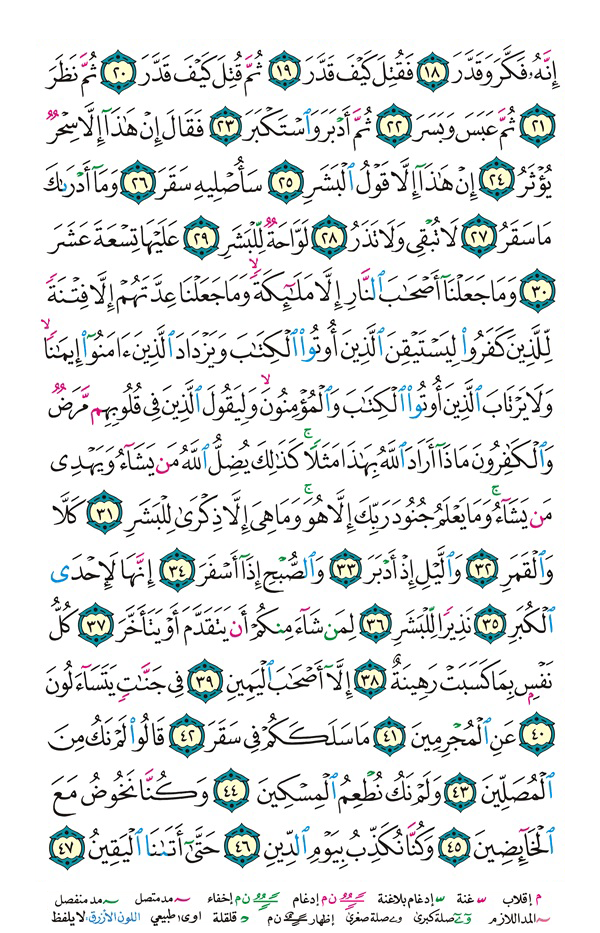 إِنَّهُۥ فَكَّرَ وَقَدَّرَ ١٨ فَقُتِلَ كَيۡفَ قَدَّرَ ١٩ ثُمَّ قُتِلَ كَيۡفَ قَدَّرَ ٢٠ ثُمَّ نَظَرَ
٢١ ثُمَّ عَبَسَ وَبَسَرَ ٢٢ ثُمَّ أَدۡبَرَ وَٱسۡتَكۡبَرَ ٢٣ فَقَالَ إِنۡ هَٰذَآ إِلَّا سِحۡرٞ
يُؤۡثَرُ ٢٤ إِنۡ هَٰذَآ إِلَّا قَوۡلُ ٱلۡبَشَرِ ٢٥ سَأُصۡلِيهِ سَقَرَ ٢٦ وَمَآ أَدۡرَىٰكَ
مَا سَقَرُ ٢٧ لَا تُبۡقِي وَلَا تَذَرُ ٢٨ لَوَّاحَةٞ لِّلۡبَشَرِ ٢٩ عَلَيۡهَا تِسۡعَةَ عَشَرَ
٣٠ وَمَا جَعَلۡنَآ أَصۡحَٰبَ ٱلنَّارِ إِلَّا مَلَٰٓئِكَةٗۖ وَمَا جَعَلۡنَا عِدَّتَهُمۡ إِلَّا فِتۡنَةٗ
لِّلَّذِينَ كَفَرُواْ لِيَسۡتَيۡقِنَ ٱلَّذِينَ أُوتُواْ ٱلۡكِتَٰبَ وَيَزۡدَادَ ٱلَّذِينَ ءَامَنُوٓاْ إِيمَٰنٗا
وَلَا يَرۡتَابَ ٱلَّذِينَ أُوتُواْ ٱلۡكِتَٰبَ وَٱلۡمُؤۡمِنُونَۙ وَلِيَقُولَ ٱلَّذِينَ فِي قُلُوبِهِم مَّرَضٞ
وَٱلۡكَٰفِرُونَ مَاذَآ أَرَادَ ٱللَّهُ بِهَٰذَا مَثَلٗاۚ كَذَٰلِكَ يُضِلُّ ٱللَّهُ مَن يَشَآءُ وَيَهۡدِي
مَن يَشَآءُۚ وَمَا يَعۡلَمُ جُنُودَ رَبِّكَ إِلَّا هُوَۚ وَمَا هِيَ إِلَّا ذِكۡرَىٰ لِلۡبَشَرِ ٣١ كَلَّا
وَٱلۡقَمَرِ ٣٢ وَٱلَّيۡلِ إِذۡ أَدۡبَرَ ٣٣ وَٱلصُّبۡحِ إِذَآ أَسۡفَرَ ٣٤ إِنَّهَا لَإِحۡدَى
ٱلۡكُبَرِ ٣٥ نَذِيرٗا لِّلۡبَشَرِ ٣٦ لِمَن شَآءَ مِنكُمۡ أَن يَتَقَدَّمَ أَوۡ يَتَأَخَّرَ ٣٧ كُلُّ
نَفۡسِۭ بِمَا كَسَبَتۡ رَهِينَةٌ ٣٨ إِلَّآ أَصۡحَٰبَ ٱلۡيَمِينِ ٣٩ فِي جَنَّٰتٖ يَتَسَآءَلُونَ
٤٠ عَنِ ٱلۡمُجۡرِمِينَ ٤١ مَا سَلَكَكُمۡ فِي سَقَرَ ٤٢ قَالُواْ لَمۡ نَكُ مِنَ
ٱلۡمُصَلِّينَ ٤٣ وَلَمۡ نَكُ نُطۡعِمُ ٱلۡمِسۡكِينَ ٤٤ وَكُنَّا نَخُوضُ مَعَ
ٱلۡخَآئِضِينَ ٤٥ وَكُنَّا نُكَذِّبُ بِيَوۡمِ ٱلدِّينِ ٤٦ حَتَّىٰٓ أَتَىٰنَا ٱلۡيَقِينُ ٤٧
م إقلاب غنة إدغام بلاغنة ن م إدغام ن م إخفاء مد متصل مد منفصل
المد اللازم صلة كبرى صلة صغرى إظهار ن م قلقلة اوى طبيعي اللون الأزرق: لا يلفظ